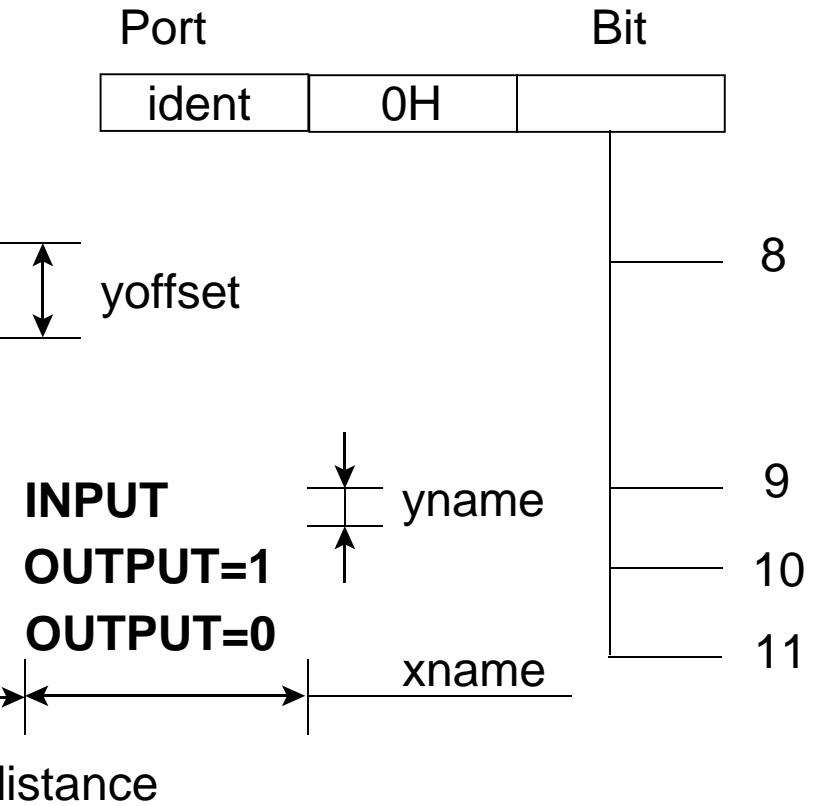 Port Bit
ident 0H
8
yoffset
9
INPUT
yname
OUTPUT=1
10
OUTPUT=0
11
xname